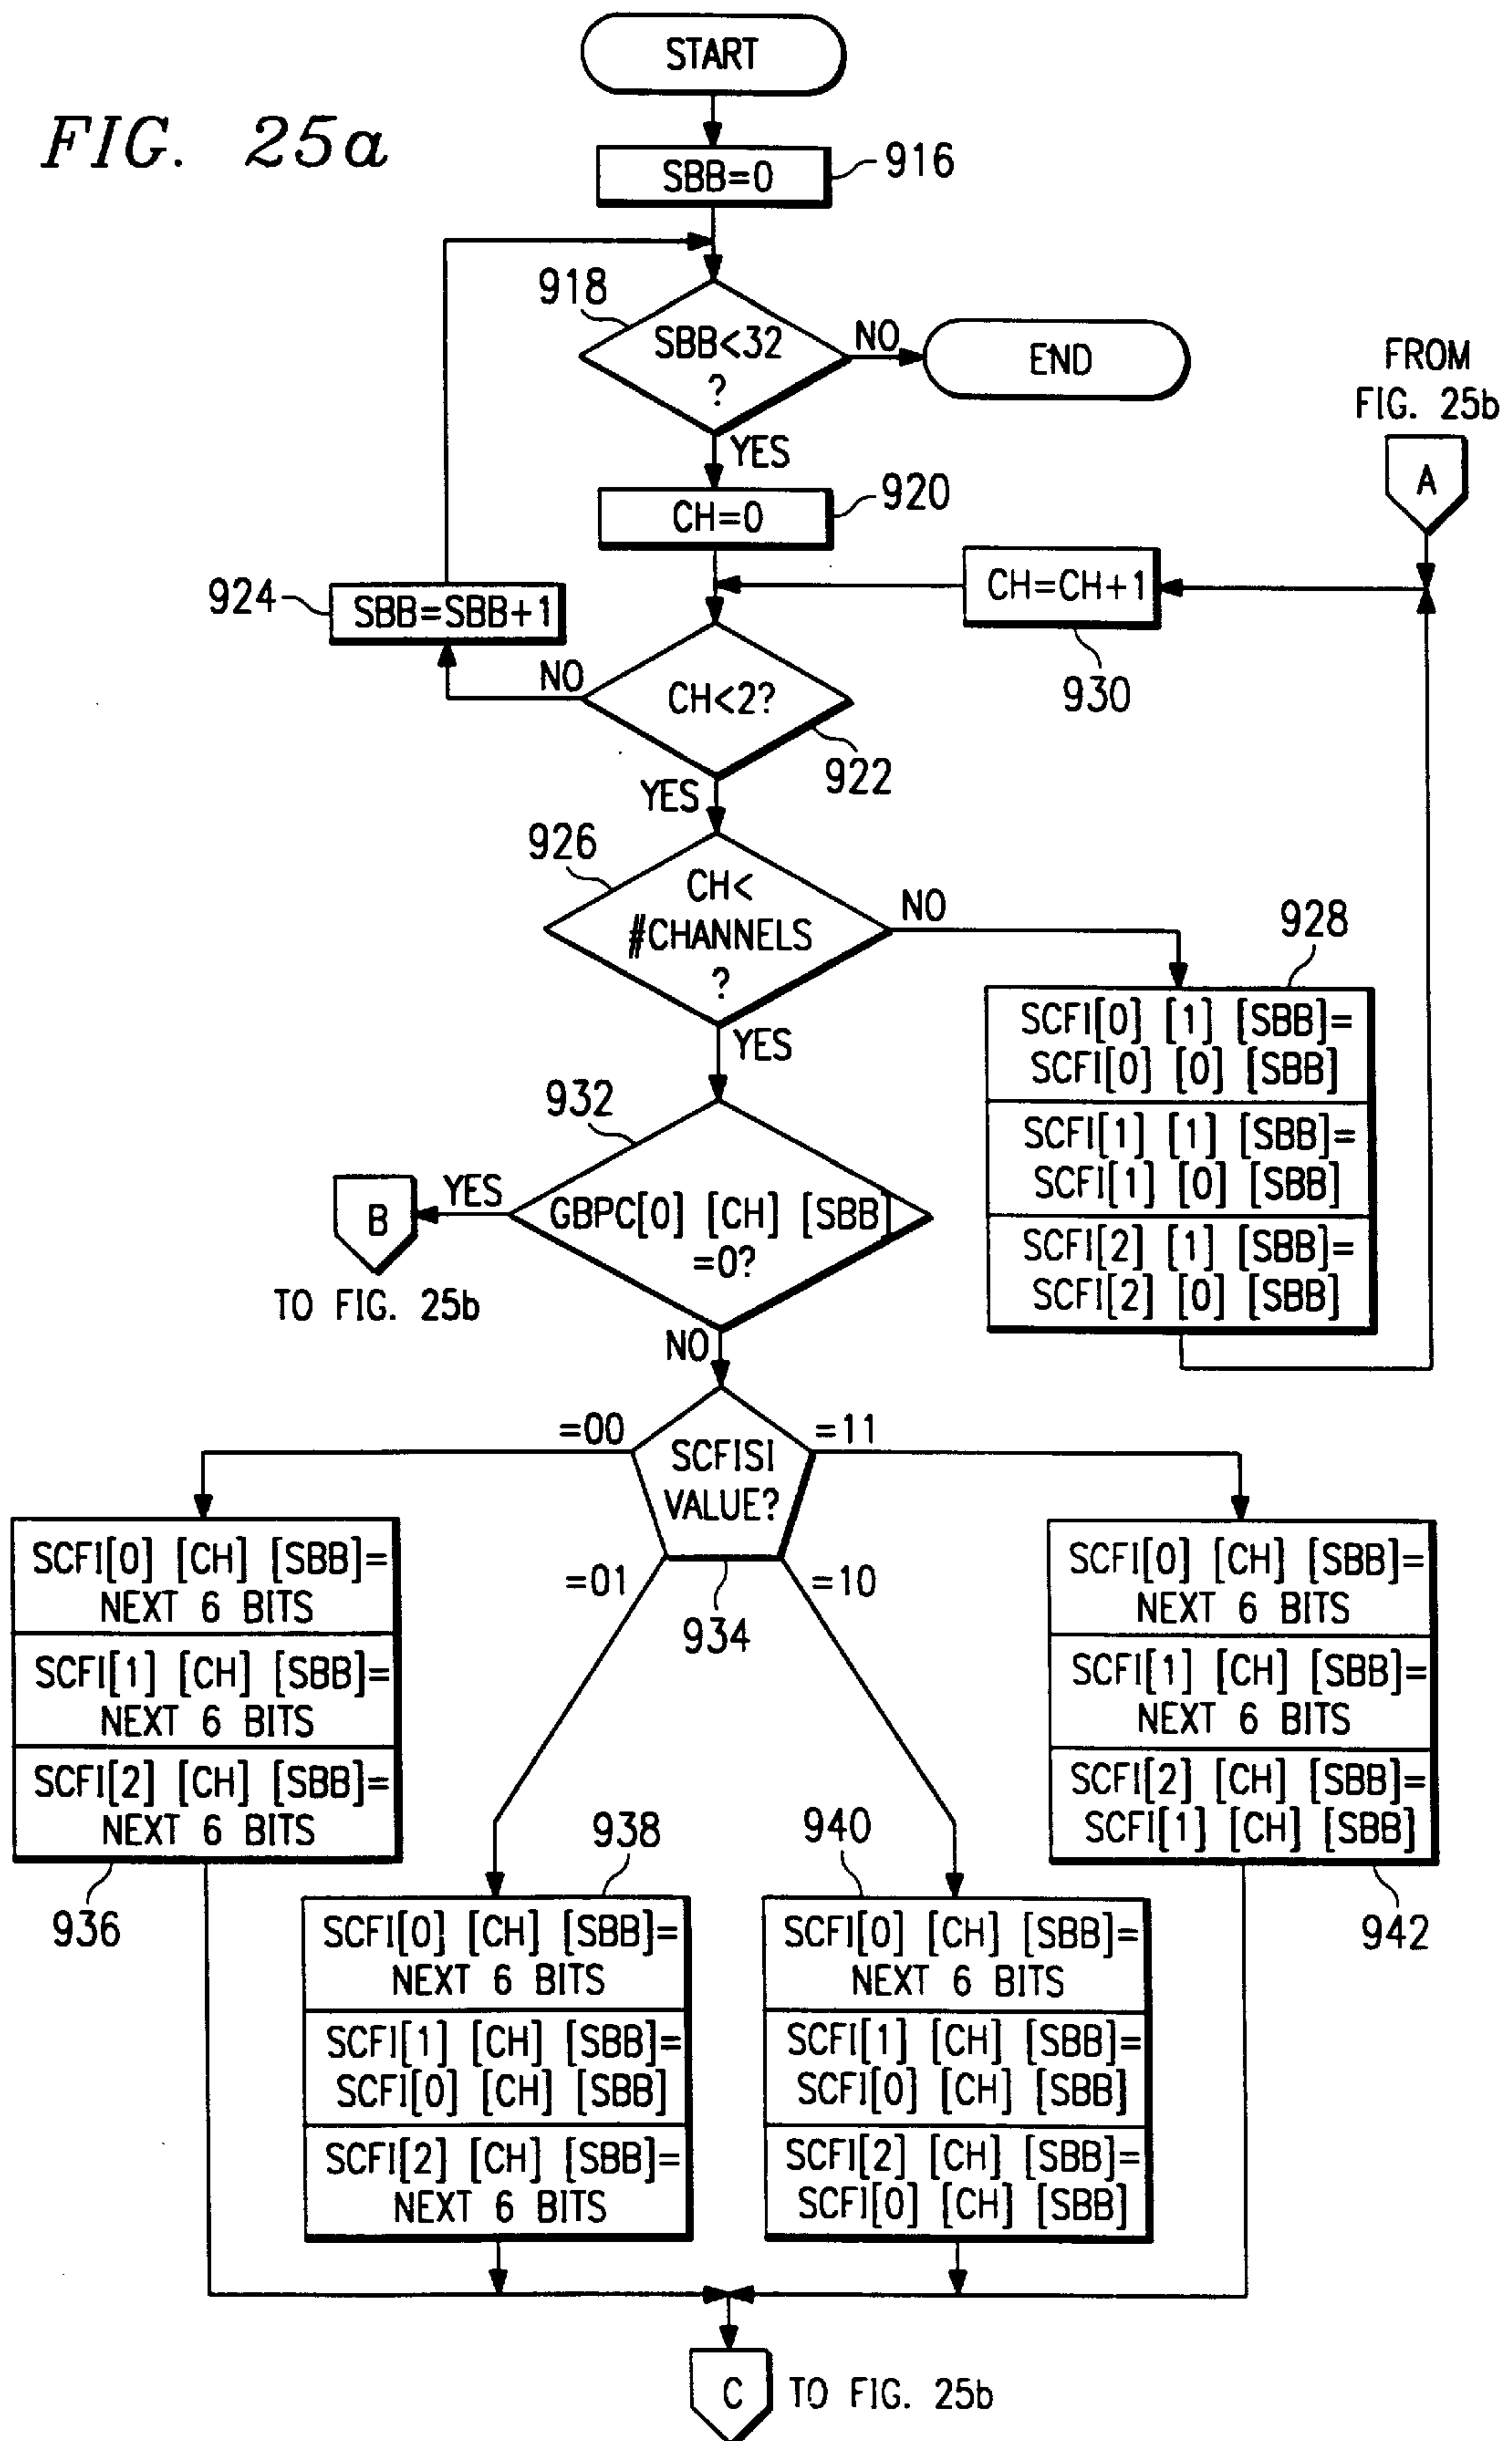 FIG. 25a
START
SBB=0
916
918
SBB<32
?
NO
END
YES
FROM
FIG. 25b
A
CH=0
920
924
SBB=SBB+1
CH=CH+1
930
NO
CH<2?
922
YES
926
CH<
#CHANNELS
?
NO
YES
928
SCFI[0] [1] [SBB]=
SCFI[0] [0] [SBB]
SCFI[1] [1] [SBB]=
SCFI[1] [0] [SBB]
SCFI[2] [1] [SBB]=
SCFI[2] [0] [SBB]
932
GBPC[0] [CH] [SBB]
=0?
YES
B
TO FIG. 25b
NO
=00
SCFISI
VALUE?
=11
=01
=10
934
SCFI[0] [CH] [SBB]=
NEXT 6 BITS
SCFI[1] [CH] [SBB]=
NEXT 6 BITS
SCFI[2] [CH] [SBB]=
NEXT 6 BITS
936
SCFI[0] [CH] [SBB]=
NEXT 6 BITS
SCFI[1] [CH] [SBB]=
NEXT 6 BITS
SCFI[2] [CH] [SBB]=
SCFI[1] [CH] [SBB]
942
938
SCFI[0] [CH] [SBB]=
NEXT 6 BITS
SCFI[1] [CH] [SBB]=
SCFI[0] [CH] [SBB]
SCFI[2] [CH] [SBB]=
NEXT 6 BITS
940
SCFI[0] [CH] [SBB]=
NEXT 6 BITS
SCFI[1] [CH] [SBB]=
SCFI[0] [CH] [SBB]
SCFI[2] [CH] [SBB]=
SCFI[0] [CH] [SBB]
C
TO FIG. 25b